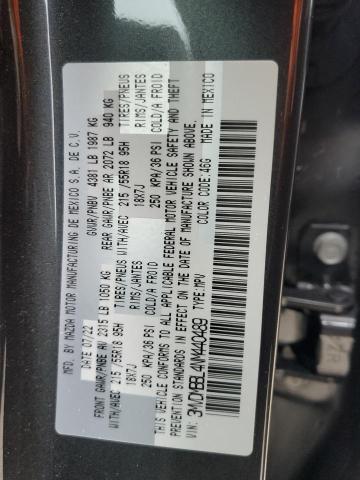 MFD. BY MAZDA MOTOR MANUFACTURING DE MEXICO S.A. DE C.V.
DATE: 07/22 GVWR/PNBV 4381 LB 1987 KG
FRONT GAWR/PNBE AV 2315 LB 1050 KG REAR GAWR/PNBE AR 2072 LB 940 KG
WITH/AVEC 215/55R18 95H TIRES/PNEUS WITH/AVEC 215/55R18 95H TIRES/PNEUS
18X7J RIMS/JANTES 18X7J RIMS/JANTES
250 KPA/36 PSI COLD/A FROID 250 KPA/36 PSI COLD/A FROID
THIS VEHICLE CONFORMS TO ALL APPLICABLE FEDERAL MOTOR VEHICLE SAFETY AND THEFT
PREVENTION STANDARDS IN EFFECT ON THE DATE OF MANUFACTURE SHOWN ABOVE.
VIN: 3MVDMBBL4NM440489 TYPE: MPV COLOR CODE: 46G MADE IN MEXICO